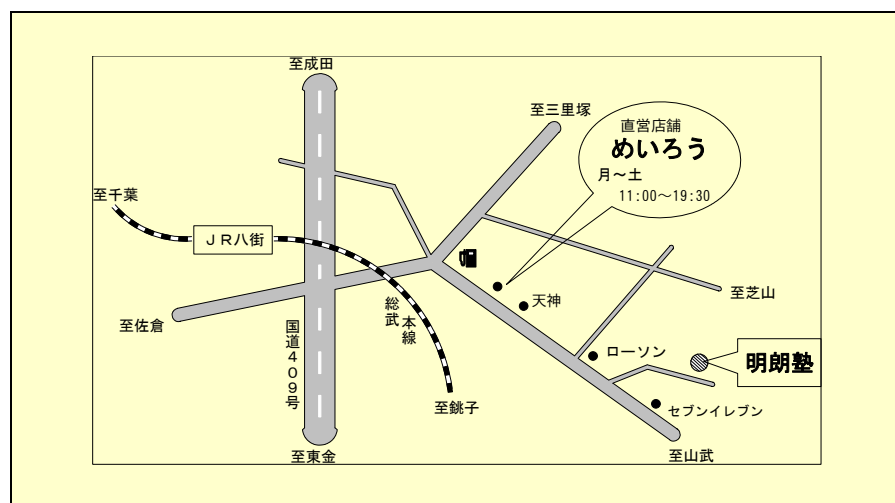 至成田
至三里塚
直営店舗
めいろう
月～土
11:00～19:30
至千葉
ＪＲ八街
天神
至芝山
至佐倉
総武
本線
国道４０９号
ローソン
明朗塾
至銚子
セブンイレブン
至東金
至山武